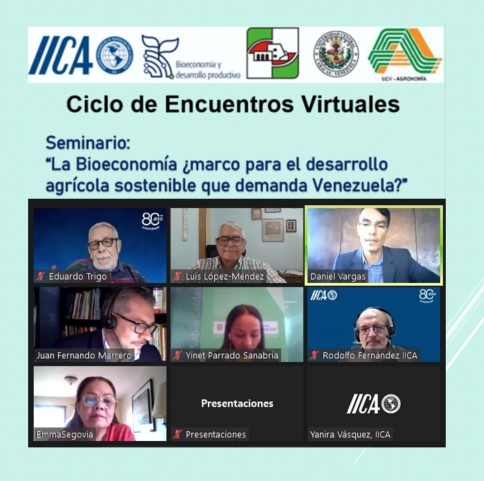 IICA
Bioeconomía y
desarrollo productivo
UCV - AGRONOMÍA
Ciclo de Encuentros Virtuales
Seminario:
"La Bioeconomía ¿marco para el desarrollo
agrícola sostenible que demanda Venezuela?"
80
Eduardo Trigo
Luis López-Méndez
Daniel Vargas
Juan Fernando Marrero
Yinet Parrado Sanabria
IICA
80
Rodolfo Fernández IICA
EmmaSegovia
Presentaciones
Presentaciones
IICA
Yanira Vásquez, IICA